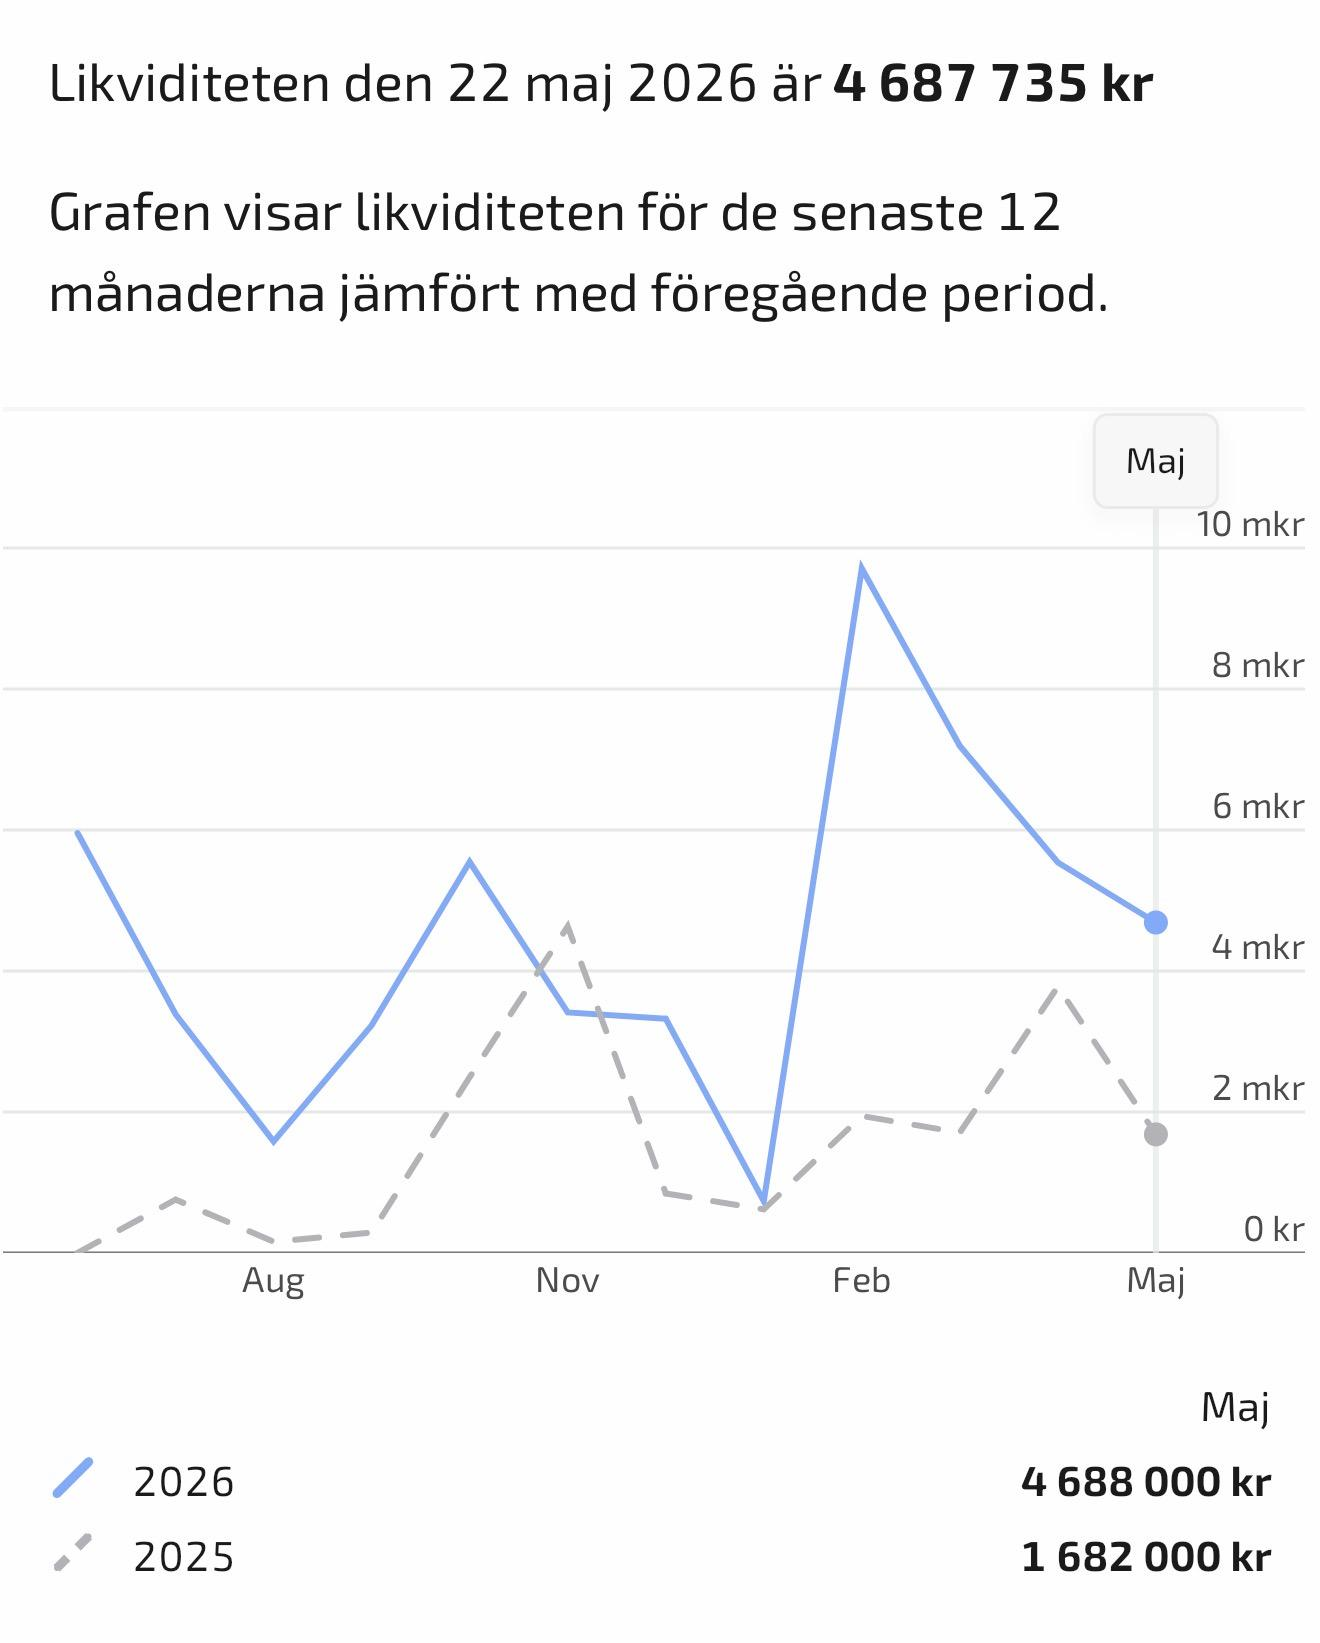 Likviditeten den 22 maj 2026 är 4 687 735 kr
Grafen visar likviditeten för de senaste 12
månaderna jämfört med föregående period.
Maj
10 mkr
8 mkr
6 mkr
4 mkr
2 mkr
0 kr
Aug Nov Feb Maj
Maj
2026 4 688 000 kr
2025 1 682 000 kr